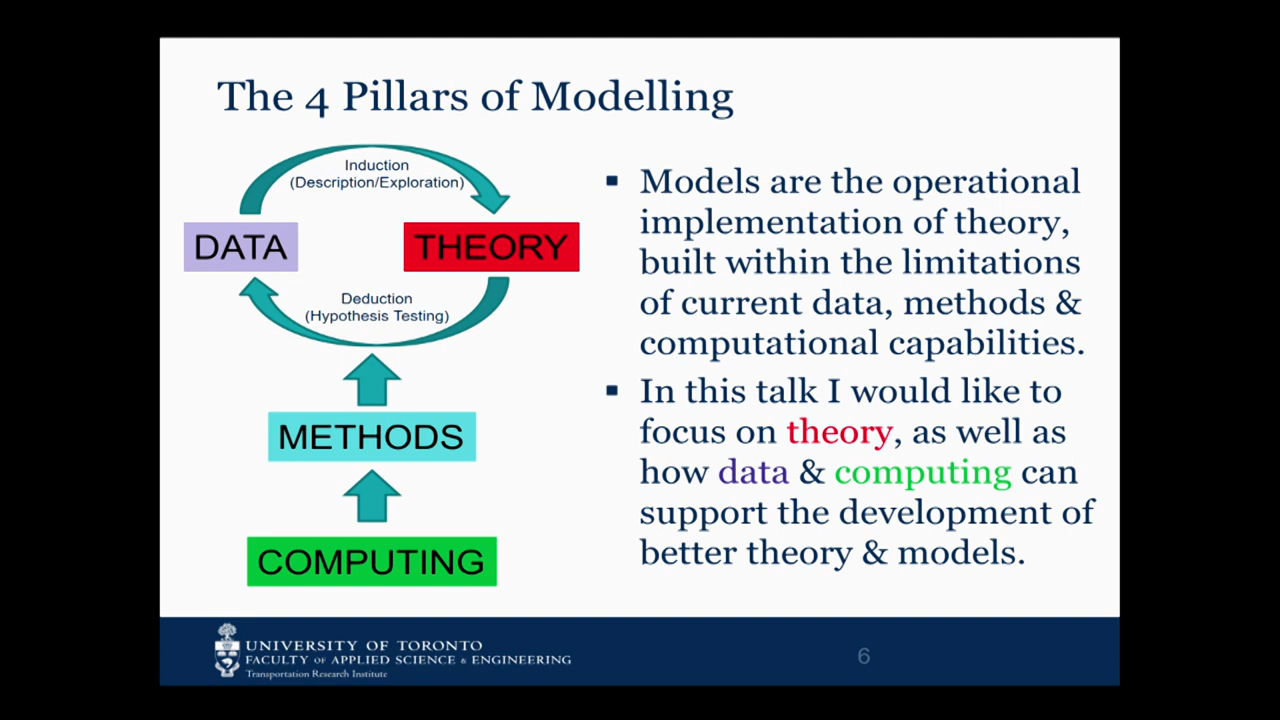 The 4 Pillars of Modelling
Induction
(Description/Exploration)
DATA
THEORY
Deduction
(Hypothesis Testing)
METHODS
COMPUTING
▪ Models are the operational
implementation of theory,
built within the limitations
of current data, methods &
computational capabilities.
▪ In this talk I would like to
focus on theory, as well as
how data & computing can
support the development of
better theory & models.
UNIVERSITY OF TORONTO
FACULTY OF APPLIED SCIENCE & ENGINEERING
Transportation Research Institute
6